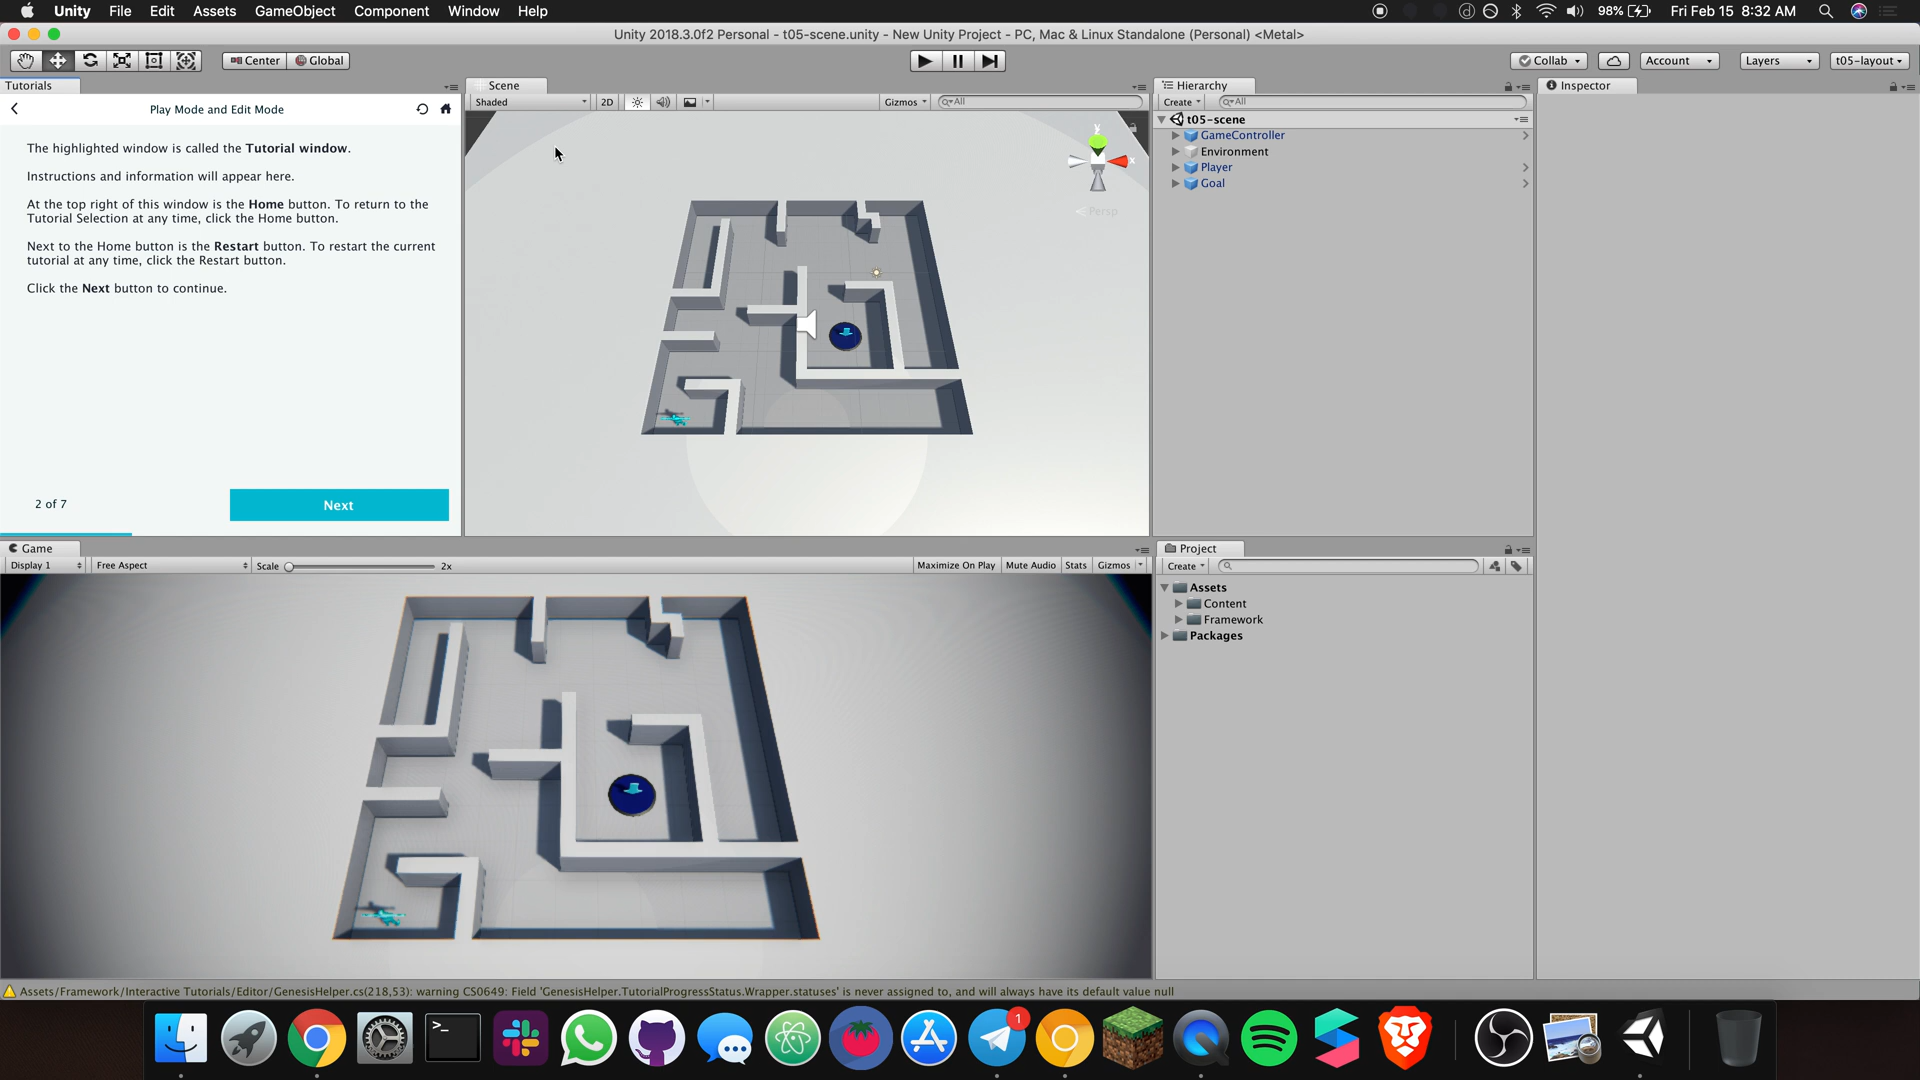 Unity File Edit Assets GameObject Component Window Help 98% Fri Feb 15 8:32 AM
Unity 2018.3.0f2 Personal - t05-scene.unity - New Unity Project - PC, Mac & Linux Standalone (Personal) <Metal>
Center Global Collab Account Layers t05-layout
Tutorials
Play Mode and Edit Mode
The highlighted window is called the Tutorial window.
Instructions and information will appear here.
At the top right of this window is the Home button. To return to the
Tutorial Selection at any time, click the Home button.
Next to the Home button is the Restart button. To restart the current
tutorial at any time, click the Restart button.
Click the Next button to continue.
2 of 7 Next
Scene
Shaded 2D Gizmos All
y
x
Persp
Hierarchy
Create All
t05-scene
GameController
Environment
Player
Goal
Inspector
Game
Display 1 Free Aspect Scale 2x Maximize On Play Mute Audio Stats Gizmos
Project
Create
Assets
Content
Framework
Packages
Assets/Framework/Interactive Tutorials/Editor/GenesisHelper.cs(218,53): warning CS0649: Field 'GenesisHelper.TutorialProgressStatus.Wrapper.statuses' is never assigned to, and will always have its default value null
>_
1